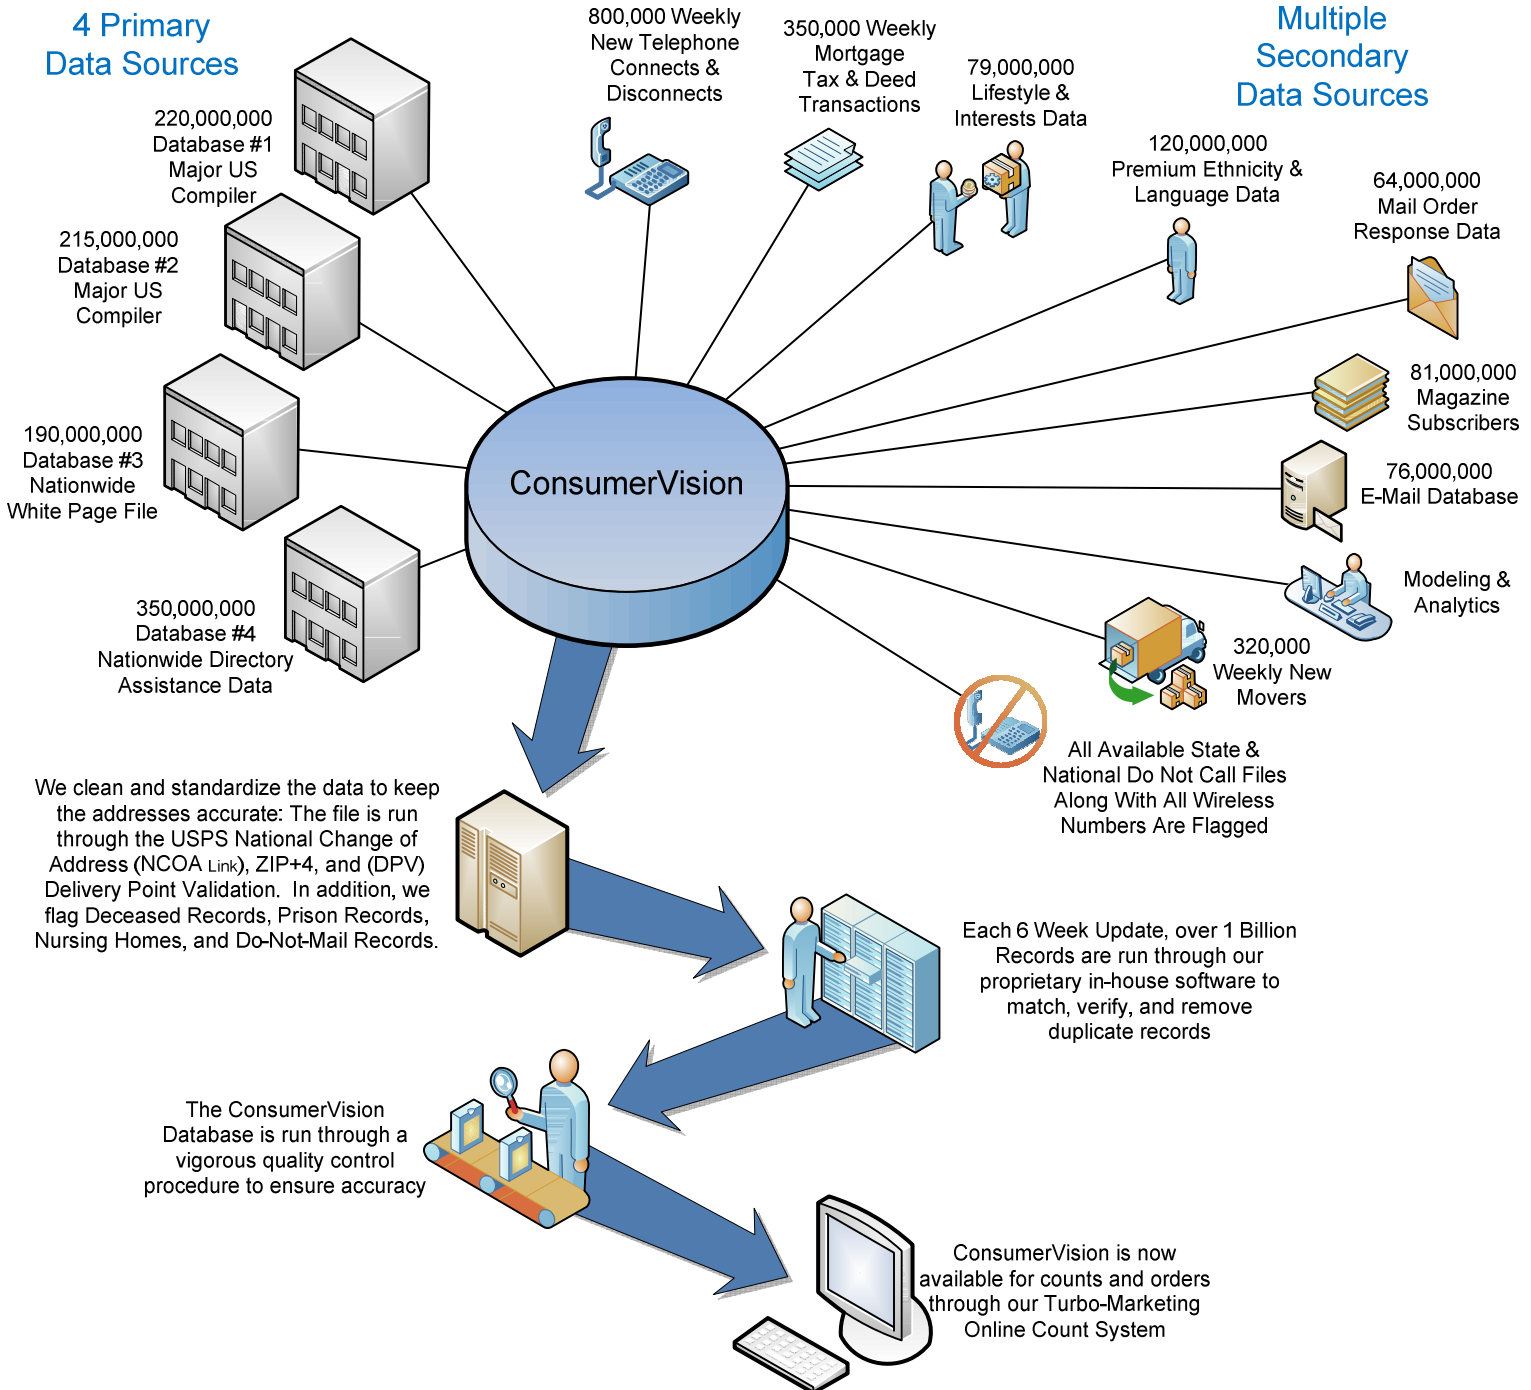 4 Primary
Data Sources
220,000,000
Database #1
Major US
Compiler
215,000,000
Database #2
Major US
Compiler
190,000,000
Database #3
Nationwide
White Page File
350,000,000
Database #4
Nationwide Directory
Assistance Data
800,000 Weekly
New Telephone
Connects &
Disconnects
350,000 Weekly
Mortgage
Tax & Deed
Transactions
79,000,000
Lifestyle &
Interests Data
Multiple
Secondary
Data Sources
120,000,000
Premium Ethnicity &
Language Data
64,000,000
Mail Order
Response Data
81,000,000
Magazine
Subscribers
76,000,000
E-Mail Database
Modeling &
Analytics
320,000
Weekly New
Movers
All Available State &
National Do Not Call Files
Along With All Wireless
Numbers Are Flagged
ConsumerVision
We clean and standardize the data to keep
the addresses accurate: The file is run
through the USPS National Change of
Address (NCOA Link), ZIP+4, and (DPV)
Delivery Point Validation. In addition, we
flag Deceased Records, Prison Records,
Nursing Homes, and Do-Not-Mail Records.
Each 6 Week Update, over 1 Billion
Records are run through our
proprietary in-house software to
match, verify, and remove
duplicate records
The ConsumerVision
Database is run through a
vigorous quality control
procedure to ensure accuracy
ConsumerVision is now
available for counts and orders
through our Turbo-Marketing
Online Count System